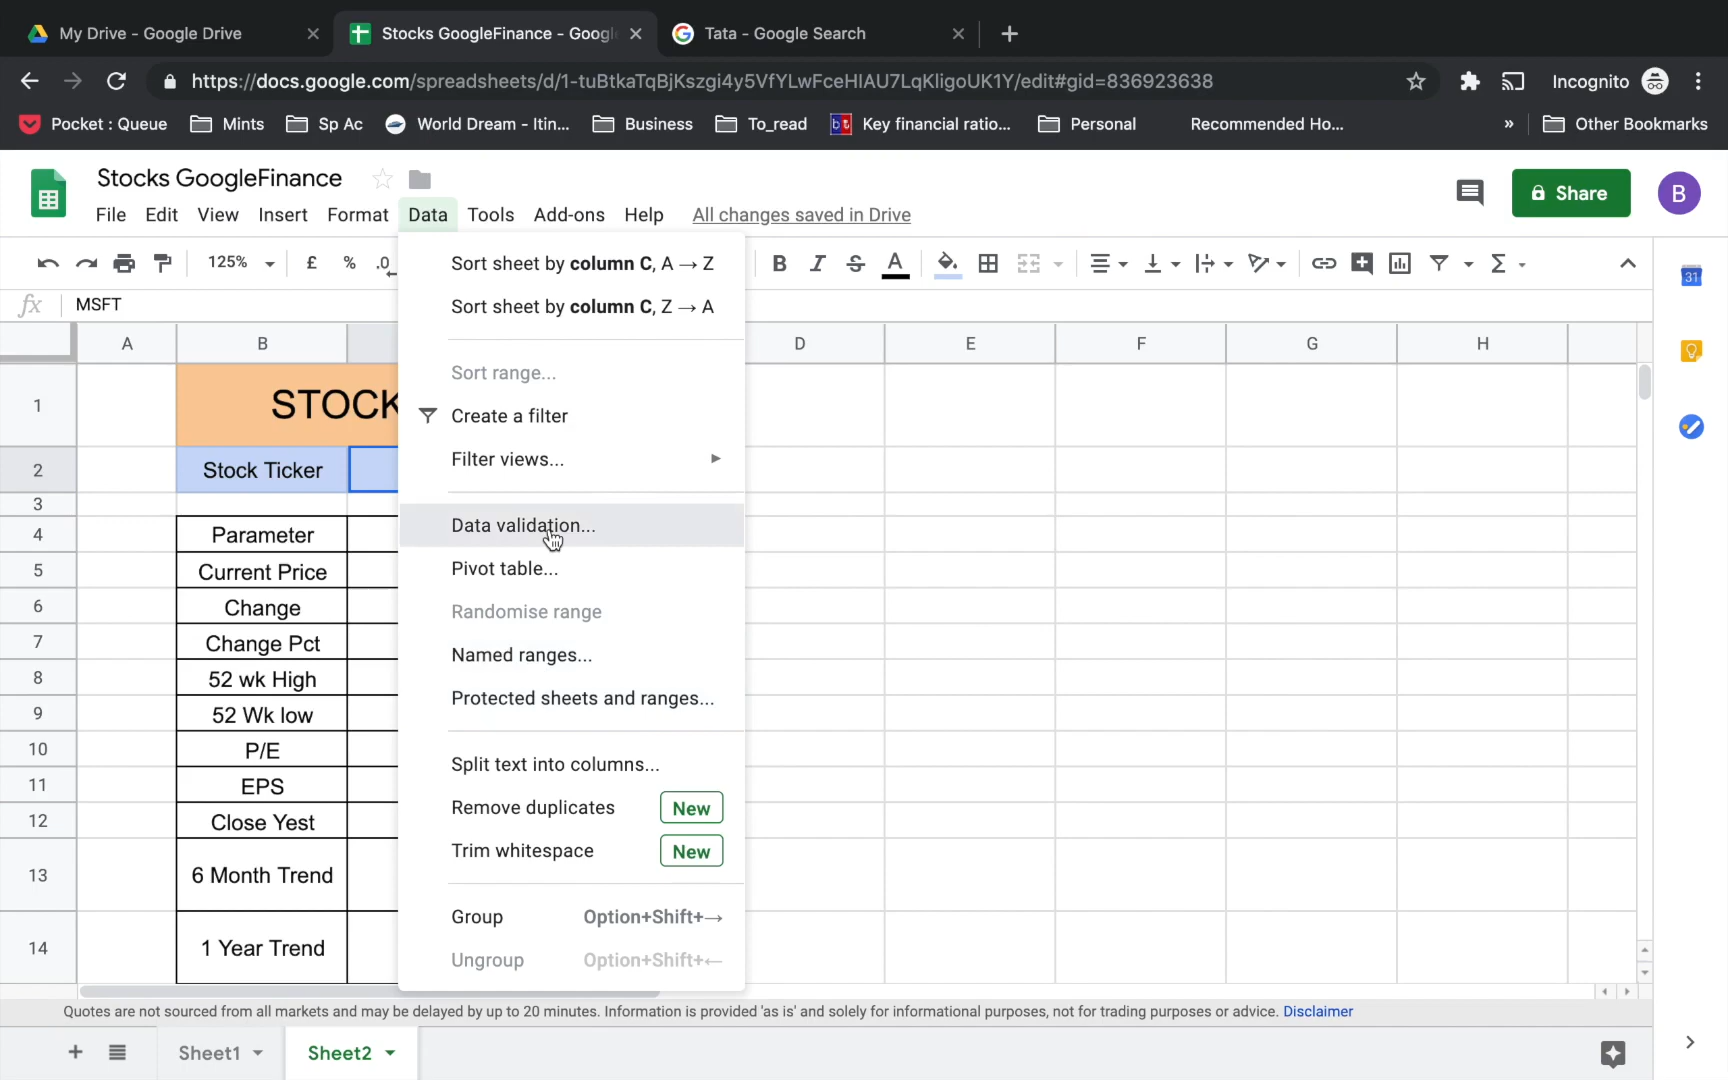 My Drive - Google Drive
Stocks GoogleFinance - Googl
Tata - Google Search
https://docs.google.com/spreadsheets/d/1-tuBtkaTqBjKszgi4y5VfYLwFceHIAU7LqKligoUK1Y/edit#gid=836923638
Incognito
Pocket : Queue
Mints
Sp Ac
World Dream - Itin...
Business
To_read
Key financial ratio...
Personal
Recommended Ho...
»
Other Bookmarks
Stocks GoogleFinance
File Edit View Insert Format Data Tools Add-ons Help All changes saved in Drive
Share
B
125% £ % .0 B I S A Σ
31
fx MSFT
A B D E F G H
1 STOCK
2 Stock Ticker
3
4 Parameter
5 Current Price
6 Change
7 Change Pct
8 52 wk High
9 52 Wk low
10 P/E
11 EPS
12 Close Yest
13 6 Month Trend
14 1 Year Trend
Sort sheet by column C, A → Z
Sort sheet by column C, Z → A
Sort range...
Create a filter
Filter views...
Data validation...
Pivot table...
Randomise range
Named ranges...
Protected sheets and ranges...
Split text into columns...
Remove duplicates New
Trim whitespace New
Group Option+Shift+→
Ungroup Option+Shift+←
Quotes are not sourced from all markets and may be delayed by up to 20 minutes. Information is provided 'as is' and solely for informational purposes, not for trading purposes or advice. Disclaimer
Sheet1
Sheet2